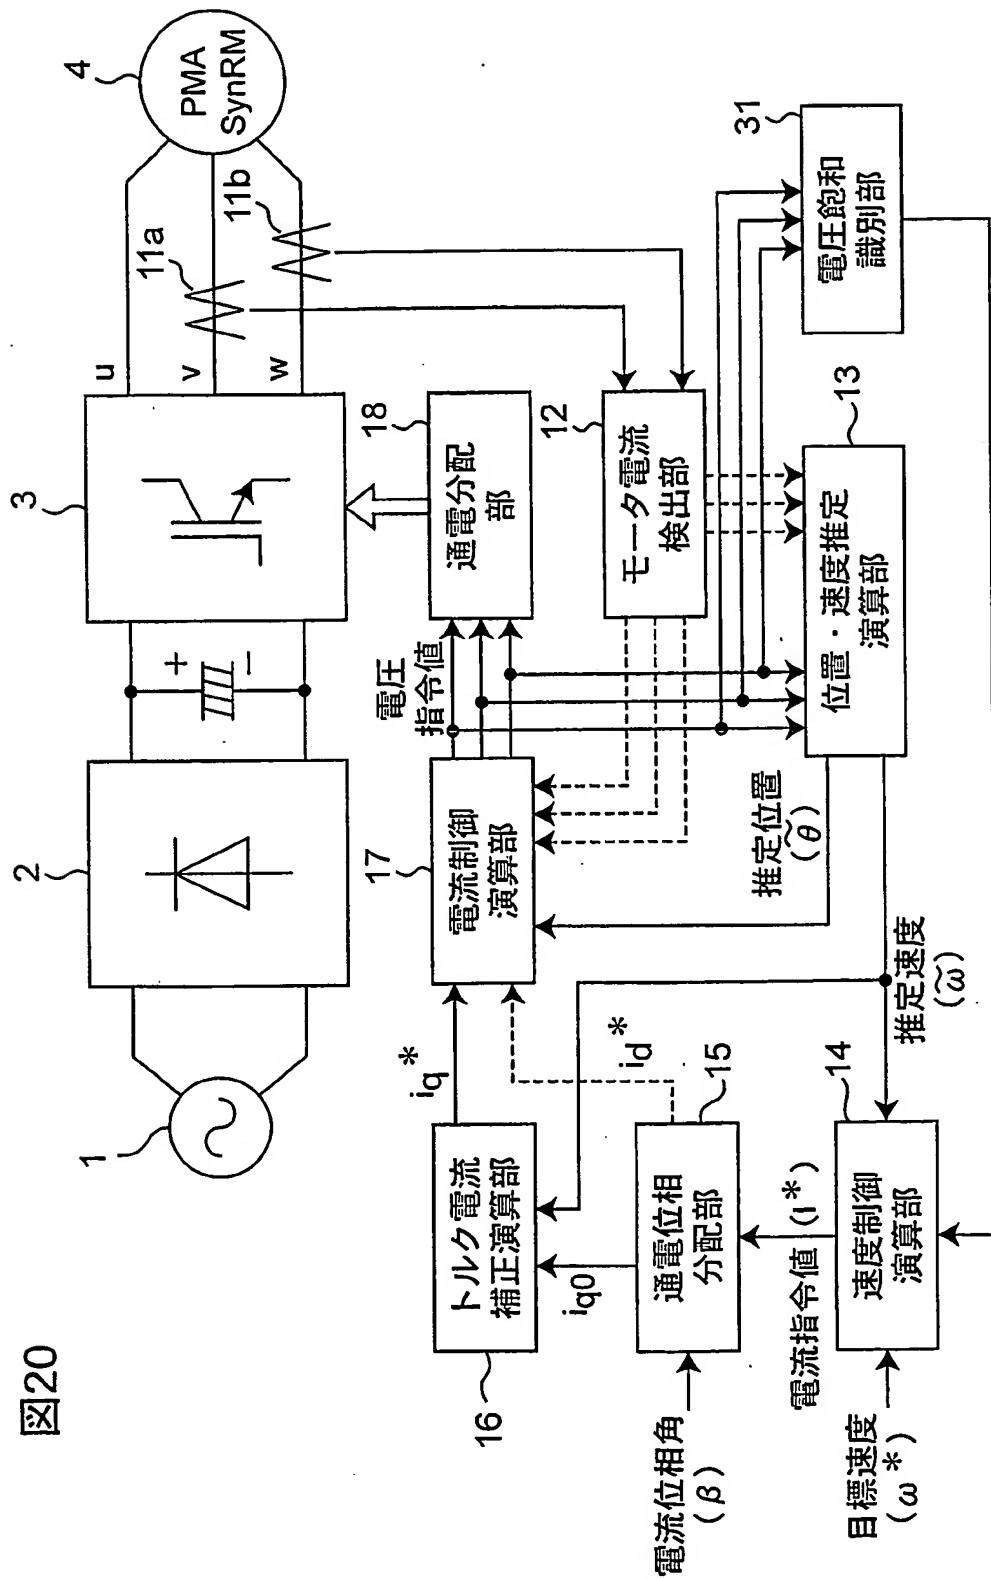 図20
1
2
3
4
PMA
SynRM
+
−
u
v
w
11a
11b
16
トルク電流
補正演算部
iq*
17
電流制御
演算部
電圧
指令値
18
通電分配
部
12
モータ電流
検出部
31
電圧飽和
識別部
電流位相角
(β)
iq0
15
通電位相
分配部
id*
推定位置
(θ̃)
13
位置・速度推定
演算部
目標速度
(ω*)
電流指令値 (I*)
14
速度制御
演算部
推定速度
(ω̃)